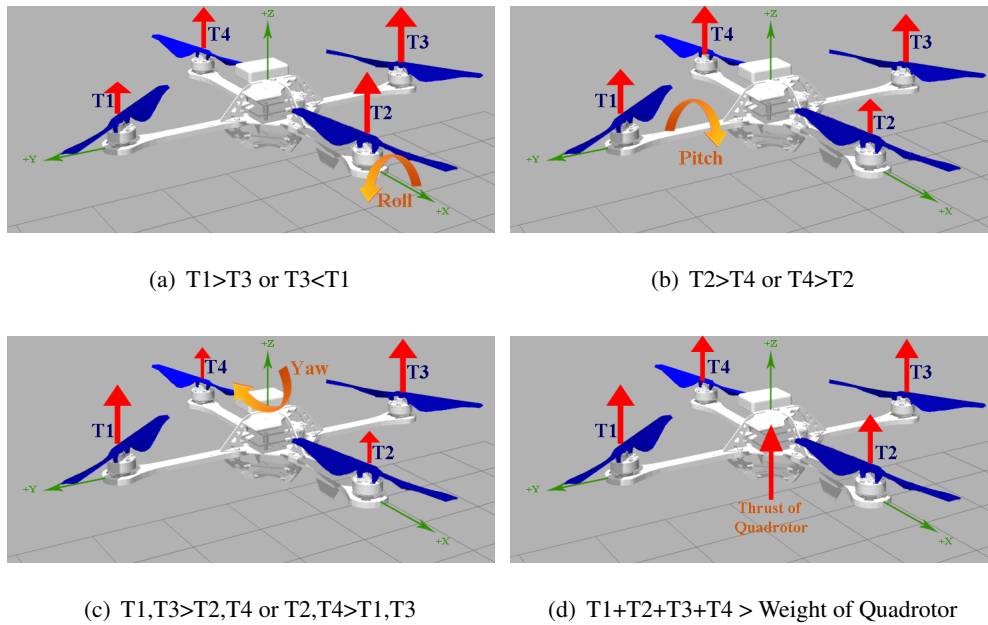 +Z
T4
T3
T1
T2
+Y
Roll
+X
(a) T1>T3 or T3<T1
+Z
T4
T3
T1
T2
Pitch
+Y
+X
(b) T2>T4 or T4>T2
+Z
T4
Yaw
T3
T1
T2
+Y
+X
(c) T1,T3>T2,T4 or T2,T4>T1,T3
+Z
T4
T3
T1
T2
+Y
Thrust of
Quadrotor
+X
(d) T1+T2+T3+T4 > Weight of Quadrotor